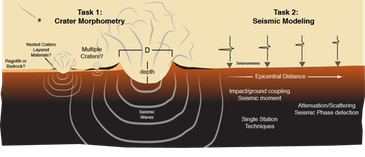 Task 1:
Crater Morphometry
Task 2:
Seismic Modeling
Nested Craters
Layered
Materials?
Regolith or
Bedrock?
Multiple
Craters?
D
depth
Seismic
Waves
Seismometers
Epicentral Distance
Impact/ground coupling
Seismic moment
Single Station
Techniques
Attenuation/Scattering
Seismic Phase detection